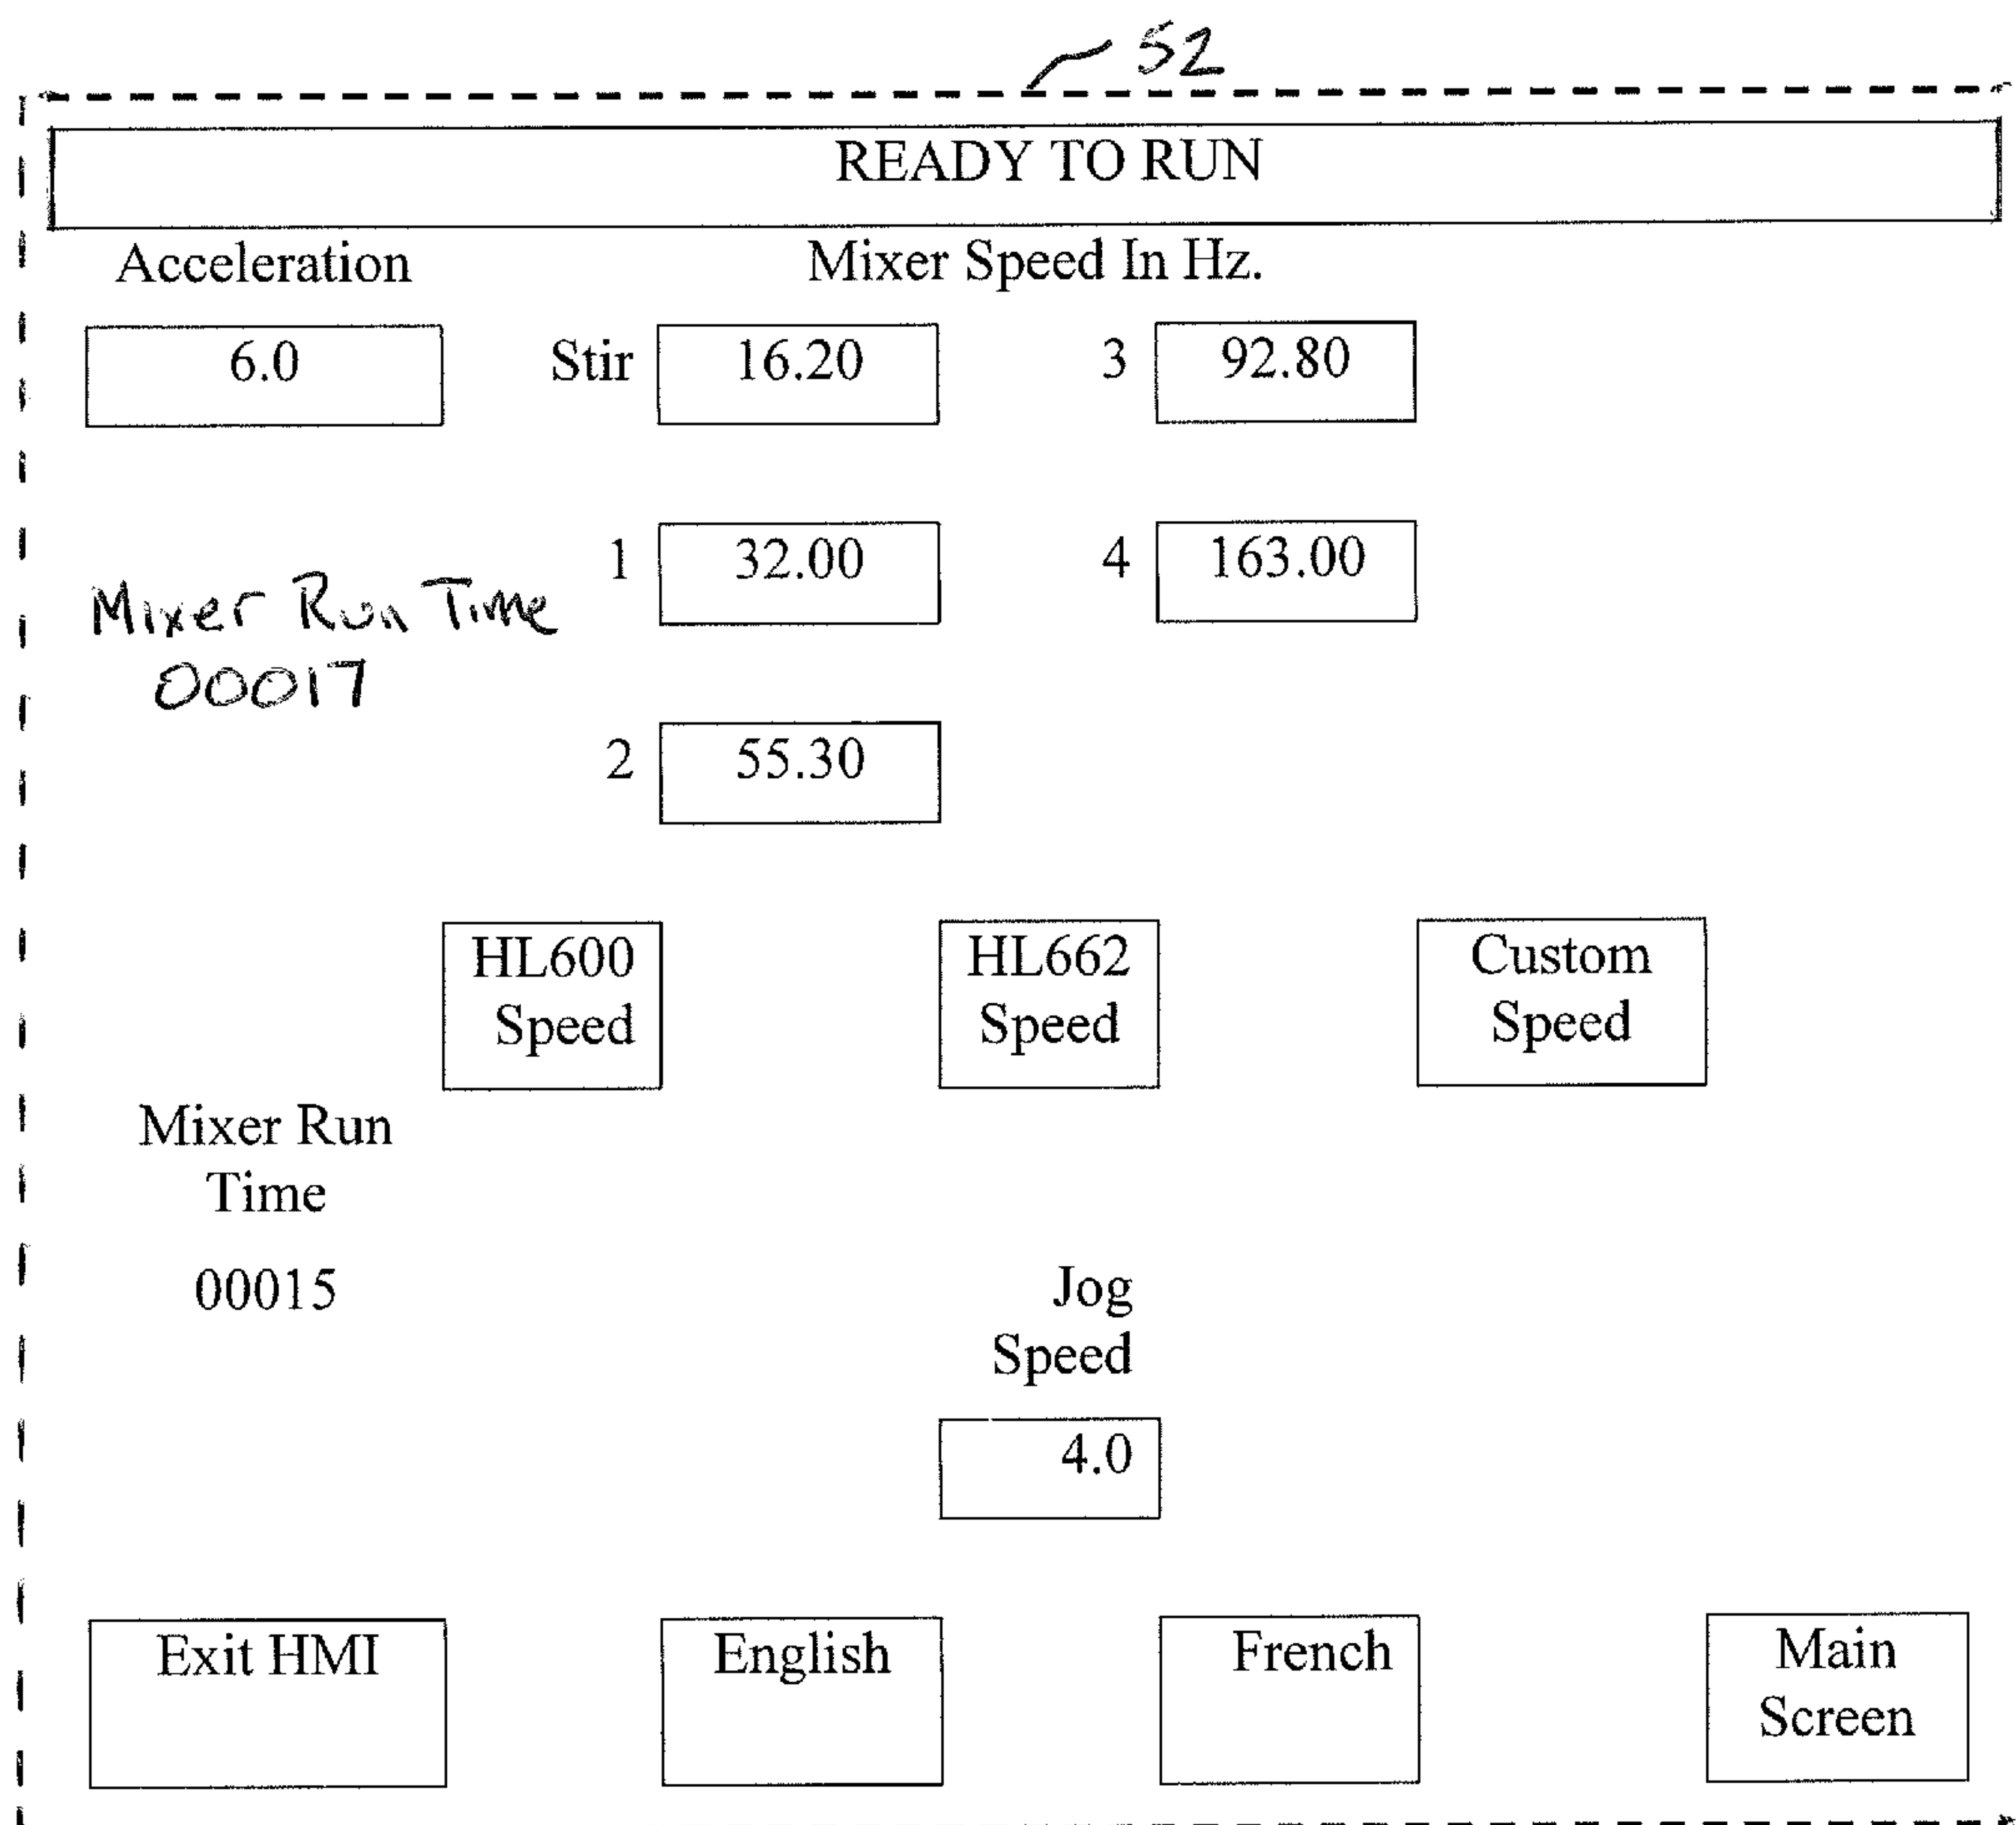 52
READY TO RUN
Acceleration
Mixer Speed In Hz.
6.0
Stir 16.20
3 92.80
1 32.00
4 163.00
Mixer Run Time
00017
2 55.30
HL600
Speed
HL662
Speed
Custom
Speed
Mixer Run
Time
00015
Jog
Speed
4.0
Exit HMI
English
French
Main
Screen